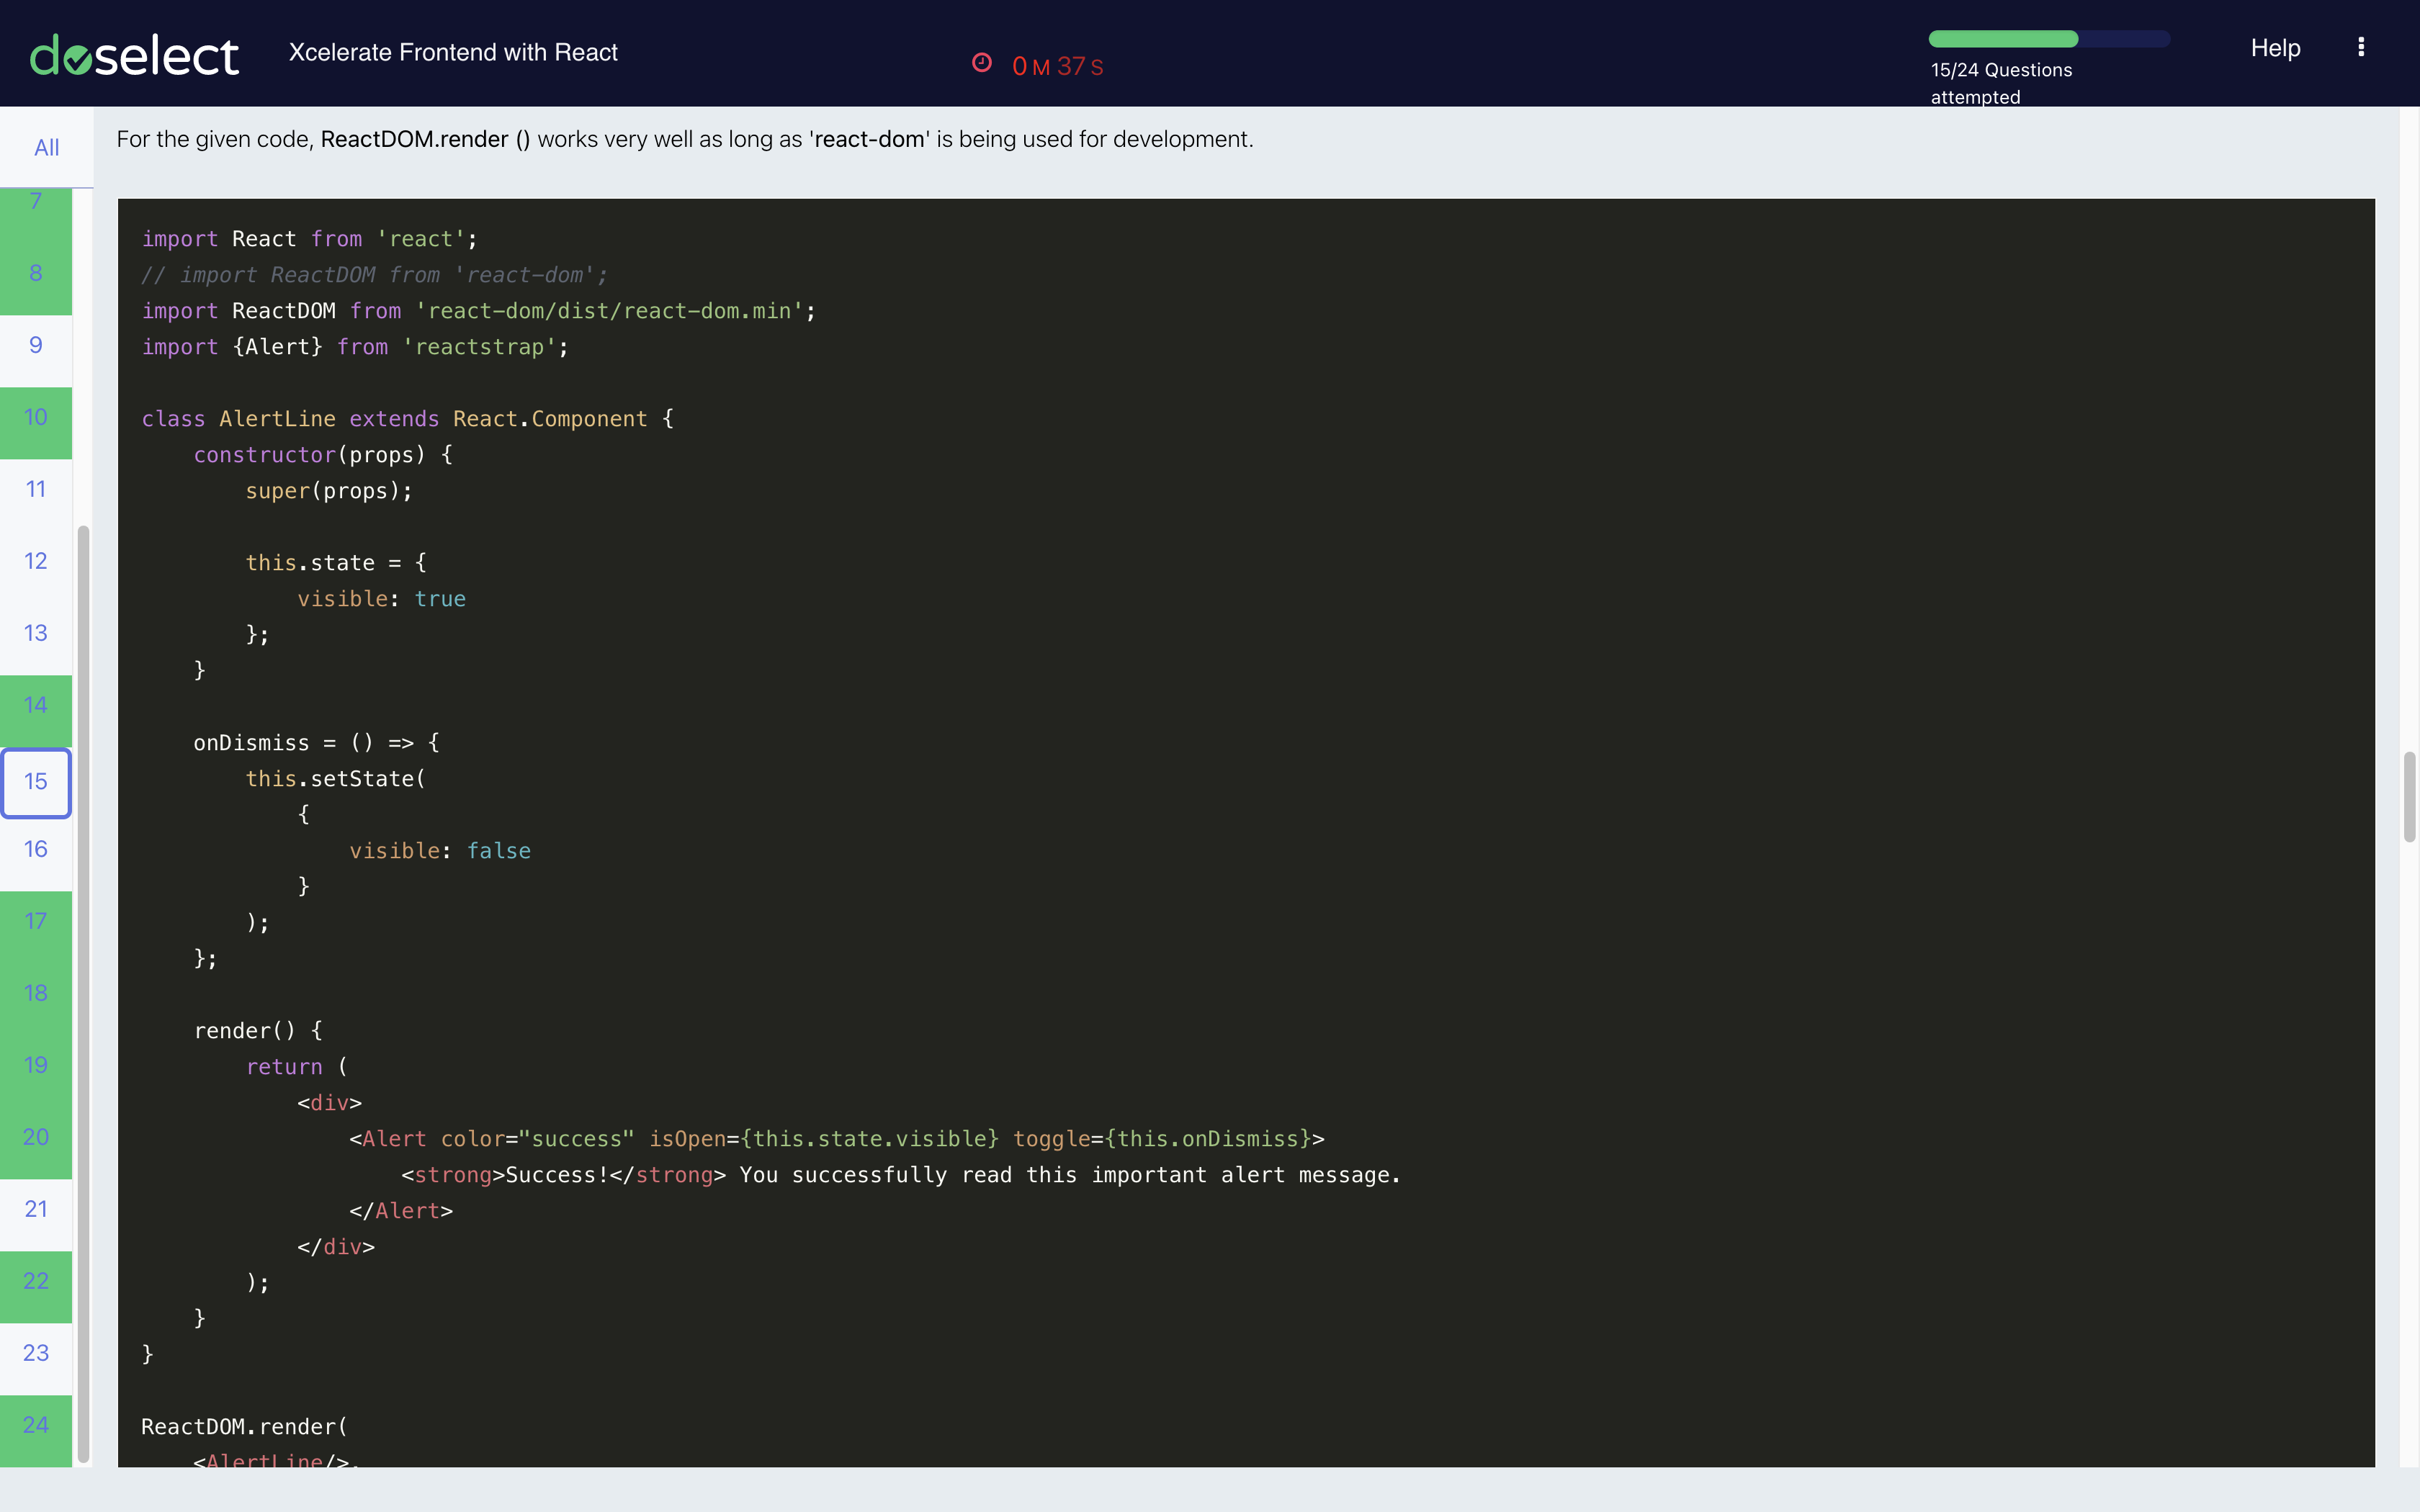 doselect
Xcelerate Frontend with React
0 M 37 S
15/24 Questions
attempted
Help
All
7
8
9
10
11
12
13
14
15
16
17
18
19
20
21
22
23
24
For the given code, ReactDOM.render () works very well as long as 'react-dom' is being used for development.
import React from 'react';
// import ReactDOM from 'react-dom';
import ReactDOM from 'react-dom/dist/react-dom.min';
import {Alert} from 'reactstrap';
class AlertLine extends React.Component {
    constructor(props) {
        super(props);
        this.state = {
            visible: true
        };
    }
    onDismiss = () => {
        this.setState(
            {
                visible: false
            }
        );
    };
    render() {
        return (
            <div>
                <Alert color="success" isOpen={this.state.visible} toggle={this.onDismiss}>
                    <strong>Success!</strong> You successfully read this important alert message.
                </Alert>
            </div>
        );
    }
}
ReactDOM.render(
    <AlertLine/>,